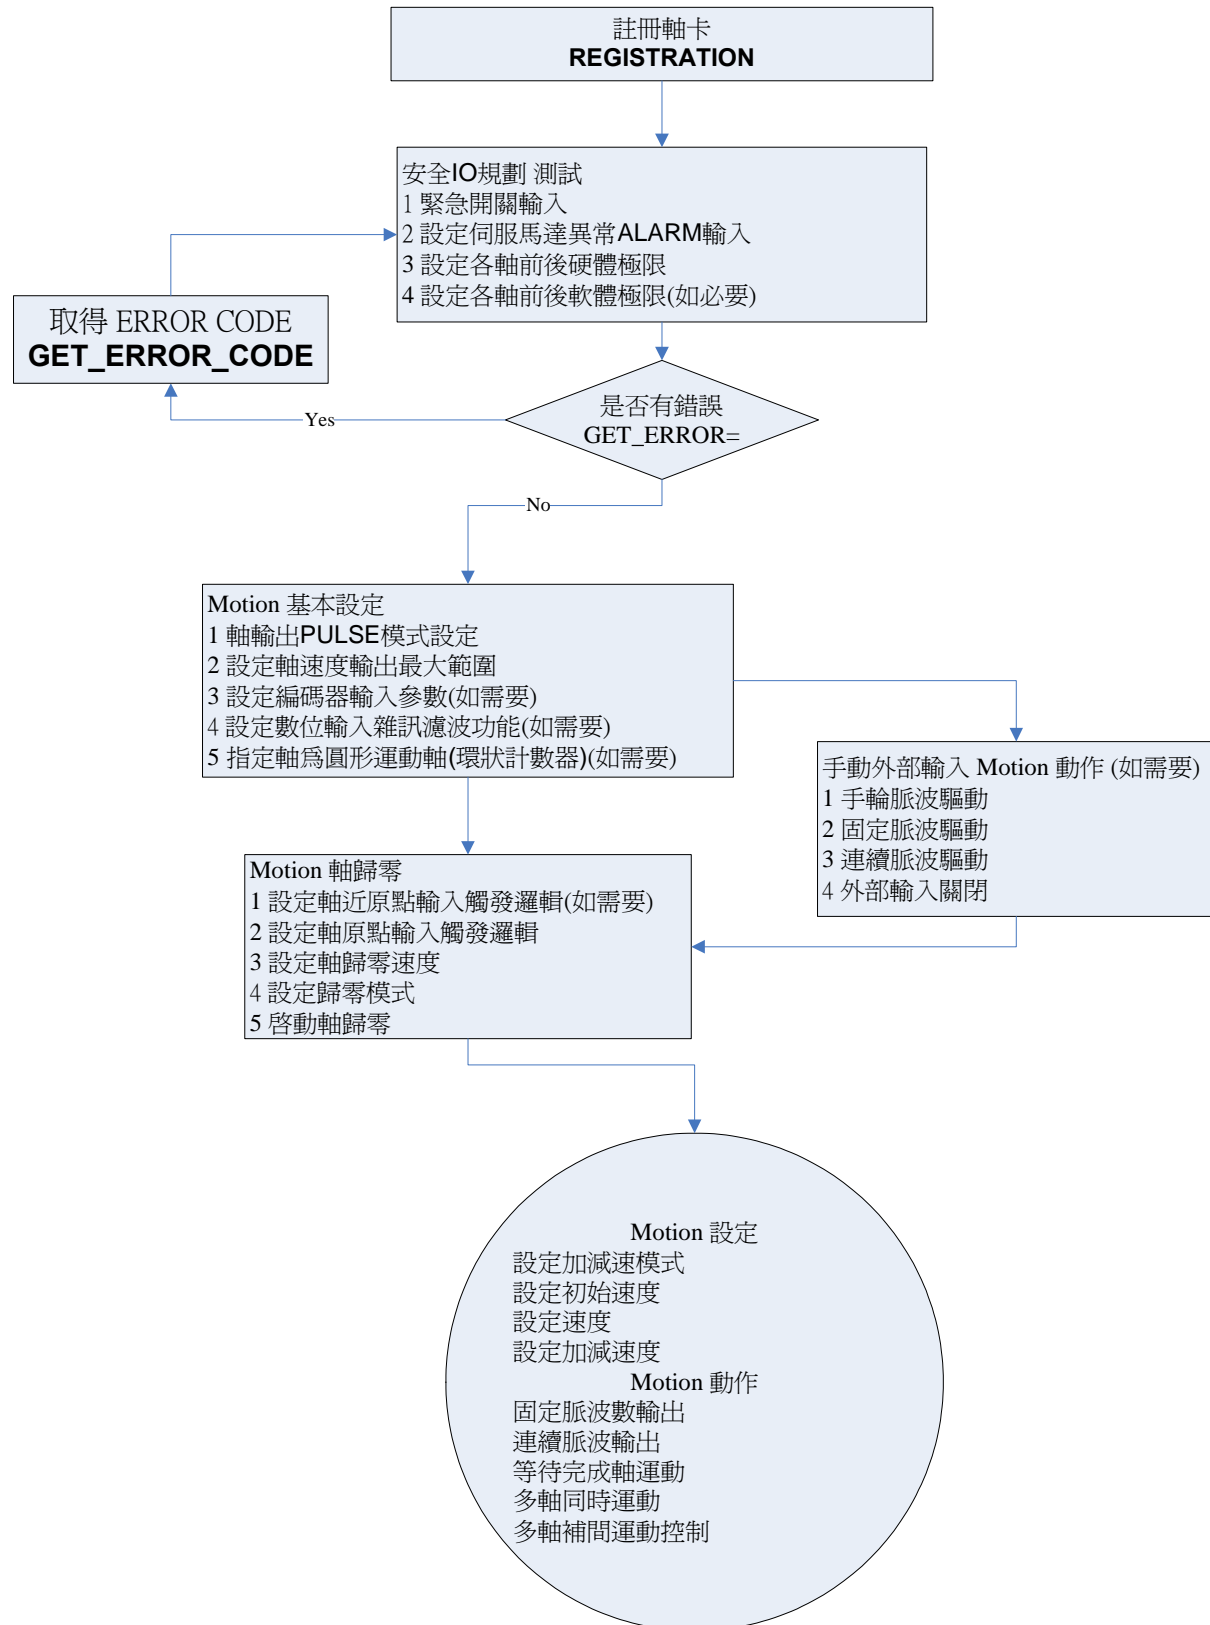 註冊軸卡
REGISTRATION
安全IO規劃 測試
1 緊急開關輸入
2 設定伺服馬達異常ALARM輸入
3 設定各軸前後硬體極限
4 設定各軸前後軟體極限(如必要)
取得 ERROR CODE
GET_ERROR_CODE
是否有錯誤
GET_ERROR=
Yes
No
Motion 基本設定
1 軸輸出PULSE模式設定
2 設定軸速度輸出最大範圍
3 設定編碼器輸入參數(如需要)
4 設定數位輸入雜訊濾波功能(如需要)
5 指定軸爲圓形運動軸(環狀計數器)(如需要)
手動外部輸入 Motion 動作 (如需要)
1 手輪脈波驅動
2 固定脈波驅動
3 連續脈波驅動
4 外部輸入關閉
Motion 軸歸零
1 設定軸近原點輸入觸發邏輯(如需要)
2 設定軸原點輸入觸發邏輯
3 設定軸歸零速度
4 設定歸零模式
5 啓動軸歸零
Motion 設定
設定加減速模式
設定初始速度
設定速度
設定加減速度
Motion 動作
固定脈波數輸出
連續脈波輸出
等待完成軸運動
多軸同時運動
多軸補間運動控制